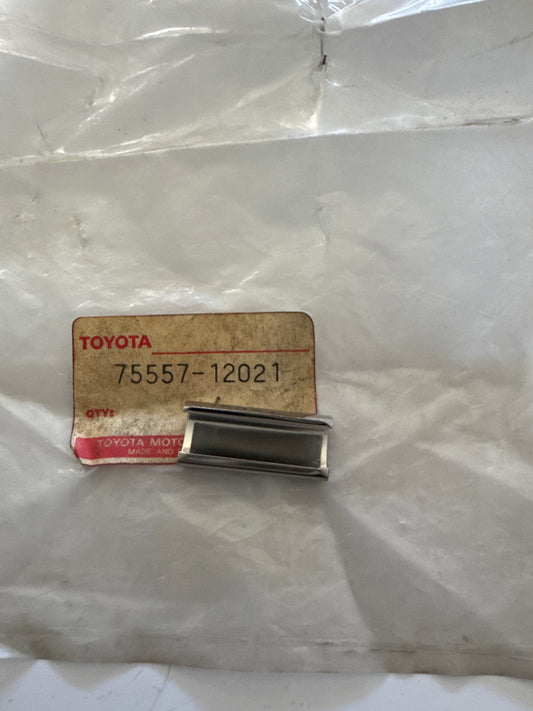 TOYOTA
75557-12021
QTY:
TOYOTA MOTO
MADE AND